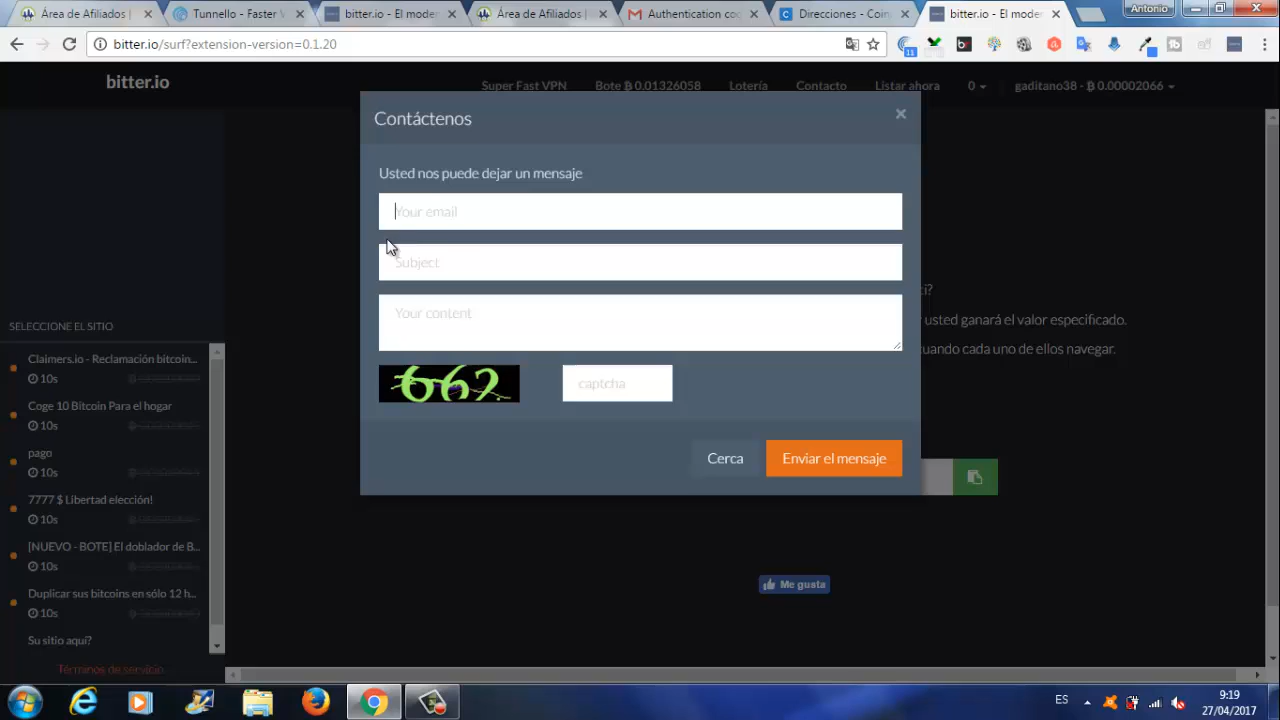 Área de Afiliados |
Tunnello - Faster V
bitter.io - El moder
Área de Afiliados |
Authentication coc
Direcciones - Coin
bitter.io - El moder
Antonio
bitter.io/surf?extension-version=0.1.20
11
bitter.io
Super Fast VPN
Bote ₿ 0,01326058
Lotería
Contacto
Listar ahora
0
gaditano38 - ₿ 0.00002066
Contáctenos
×
Usted nos puede dejar un mensaje
Your email
Subject
Your content
662
captcha
Cerca
Enviar el mensaje
usted ganará el valor especificado.
cuando cada uno de ellos navegar.
Me gusta
SELECCIONE EL SITIO
Claimers.io - Reclamación bitcoin...
10s
Coge 10 Bitcoin Para el hogar
10s
pago
10s
7777 $ Libertad elección!
10s
[NUEVO - BOTE] El doblador de B...
10s
Duplicar sus bitcoins en sólo 12 h...
10s
Su sitio aquí?
Términos de servicio
ES
9:19
27/04/2017